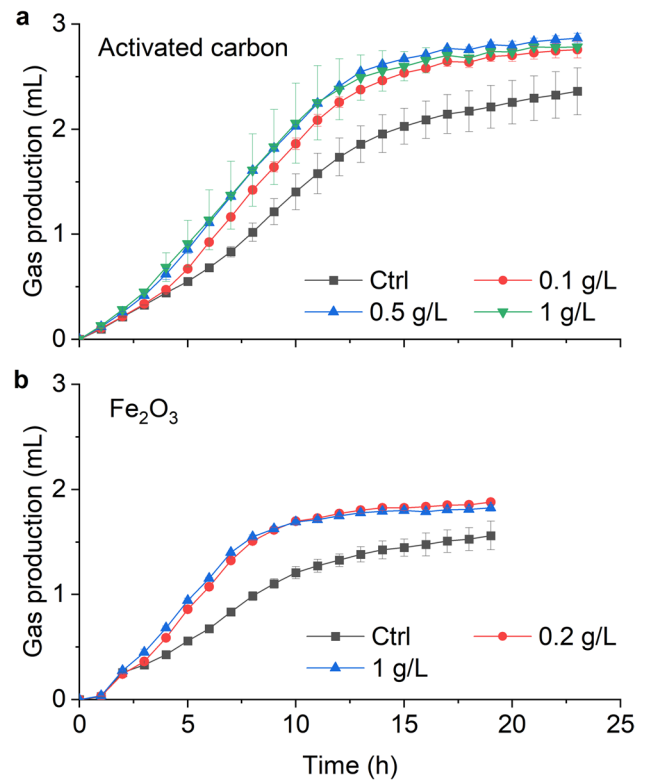 a
Activated carbon
Gas production (mL)
3
2
1
0
Ctrl
0.1 g/L
0.5 g/L
1 g/L
b
Fe₂O₃
Gas production (mL)
3
2
1
0
Ctrl
0.2 g/L
1 g/L
0 5 10 15 20 25
Time (h)